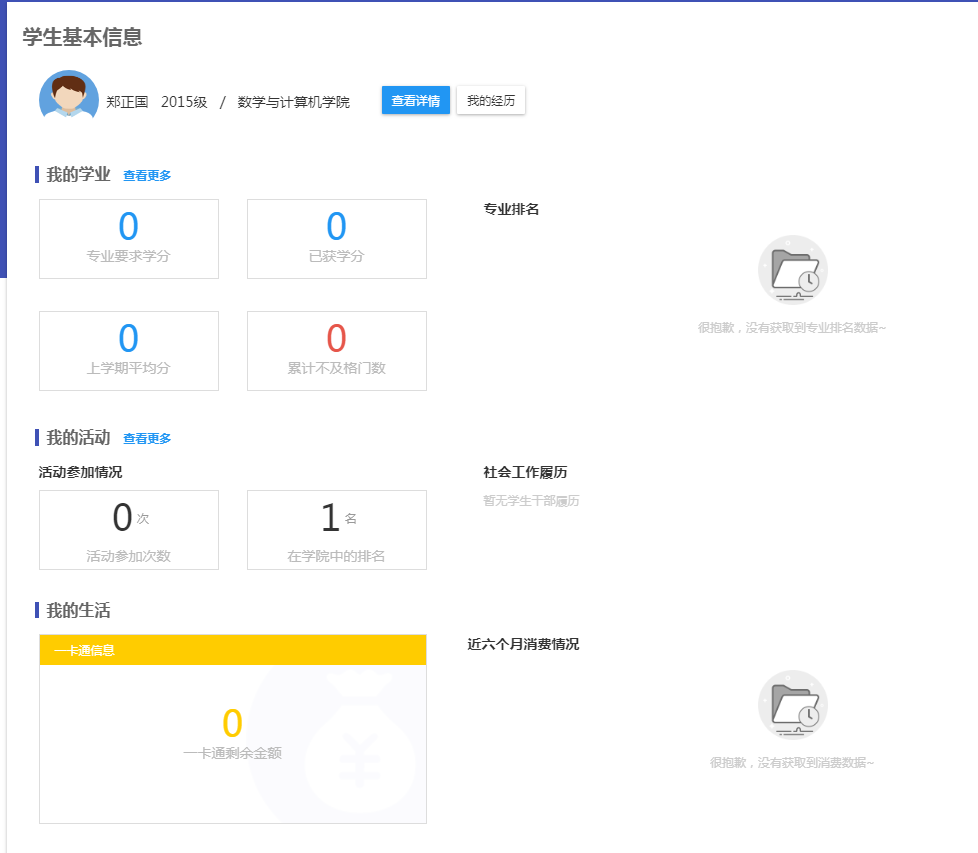 学生基本信息
郑正国 2015级 / 数学与计算机学院 查看详情 我的经历
我的学业 查看更多
0 0
专业要求学分 已获学分
专业排名
0 0
上学期平均分 累计不及格门数
很抱歉，没有获取到专业排名数据~
我的活动 查看更多
活动参加情况
0 次 1 名
活动参加次数 在学院中的排名
社会工作履历
暂无学生干部履历
我的生活
一卡通信息
¥
0
一卡通剩余金额
近六个月消费情况
很抱歉，没有获取到消费数据~